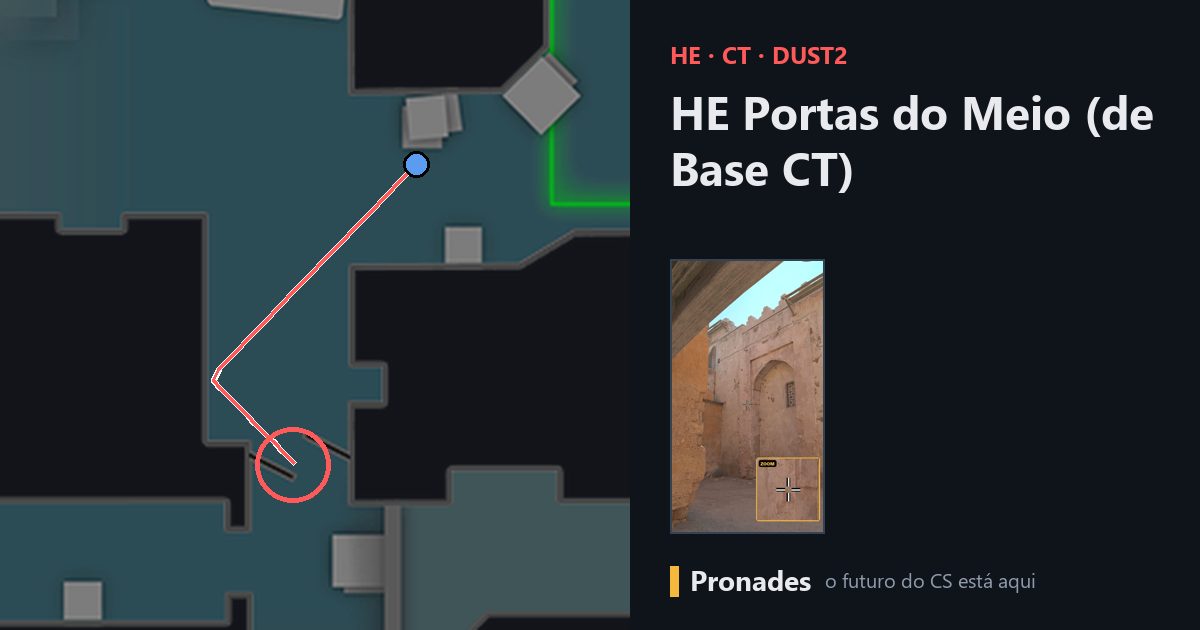 HE · CT · DUST2
HE Portas do Meio (de
Base CT)
ZOOM
Pronades o futuro do CS está aqui